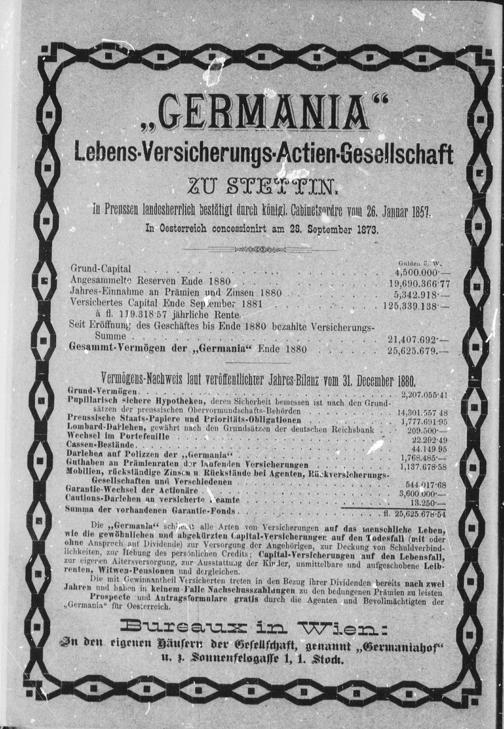 „GERMANIA“
Lebens-Versicherungs-Actien-Gesellschaft
ZU STETTIN.
In Preussen landesherrlich bestätigt durch königl. Cabinetsordre vom 26. Januar 1857.
In Oesterreich concessionirt am 28. September 1873.
Gulden ö. W.
Grund-Capital 4,500.000·—
Angesammelte Reserven Ende 1880 19,690.366·77
Jahres-Einnahme an Prämien und Zinsen 1880 5,342.918·—
Versichertes Capital Ende September 1881 125,339.138·—
à fl. 119.318·57 jährliche Rente.
Seit Eröffnung des Geschäftes bis Ende 1880 bezahlte Versicherungs-
Summe 21,407.692·—
Gesammt-Vermögen der „Germania“ Ende 1880 25,625.679.—
Vermögens-Nachweis laut veröffentlichter Jahres-Bilanz vom 31. December 1880.
Grund-Vermögen 2,207.055·41
Pupillarisch sichere Hypotheken, deren Sicherheit bemessen ist nach den Grund-
sätzen der preussischen Obervormundschafts-Behörden 14,301.557·48
Preussische Staats-Papiere und Prioritäts-Obligationen 1,777.691·95
Lombard-Darlehen, gewährt nach den Grundsätzen der deutschen Reichsbank 209.500·—
Wechsel im Portefeuille 22.292·49
Cassen-Bestände 44.149·95
Darlehen auf Polizzen der „Germania“ 1,768.485·—
Guthaben an Prämienraten der laufenden Versicherungen 1,137.678·58
Mobilien, rückständige Zinsen u. Rückstände bei Agenten, Rückversicherungs-
Gesellschaften und Verschiedenen 544.017·68
Garantie-Wechsel der Actionäre 3,600.000·—
Cautions-Darlehen an versicherte Beamte 13.250·—
Summe der vorhandenen Garantie-Fonds fl. 25,625.678·54
Die „Germania“ schliesst alle Arten von Versicherungen auf das menschliche Leben,
wie die gewöhnlichen und abgekürzten Capital-Versicherungen auf den Todesfall (mit oder
ohne Anspruch auf Dividende) zur Versorgung der Angehörigen, zur Deckung von Schuldverbind-
lichkeiten, zur Hebung des persönlichen Credits; Capital-Versicherungen auf den Lebensfall,
zur eigenen Altersversorgung, zur Ausstattung der Kinder, unmittelbare und aufgeschobene Leib-
renten, Witwen-Pensionen und dergleichen.
Die mit Gewinnantheil Versicherten treten in den Bezug ihrer Dividenden bereits nach zwei
Jahren und haben in keinem Falle Nachschusszahlungen zu den bedungenen Prämien zu leisten.
Prospecte und Antragsformulare gratis durch die Agenten und Bevollmächtigten der
„Germania“ für Oesterreich.
Bureaux in Wien:
In den eigenen Häusern der Gesellschaft, genannt „Germaniahof“
u. z. Sonnenfelsgasse 1, 1. Stock.